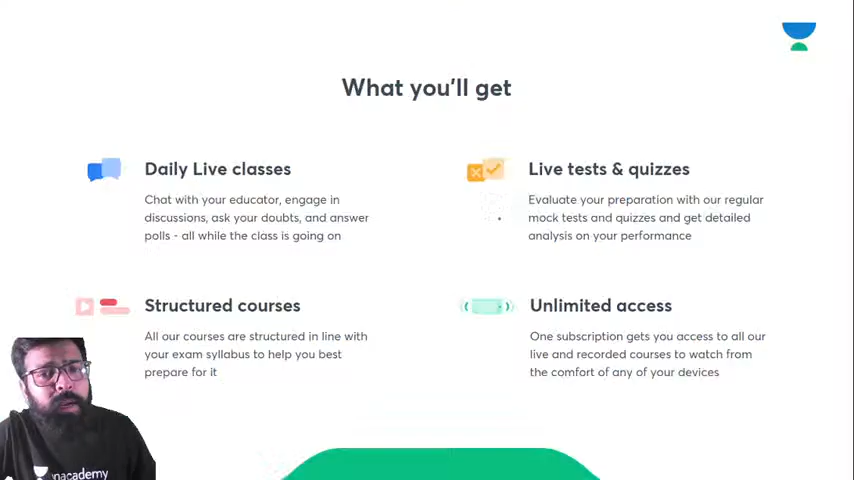 What you'll get
Daily Live classes
Chat with your educator, engage in
discussions, ask your doubts, and answer
polls - all while the class is going on
Live tests & quizzes
Evaluate your preparation with our regular
mock tests and quizzes and get detailed
analysis on your performance
Structured courses
All our courses are structured in line with
your exam syllabus to help you best
prepare for it
Unlimited access
One subscription gets you access to all our
live and recorded courses to watch from
the comfort of any of your devices
unacademy